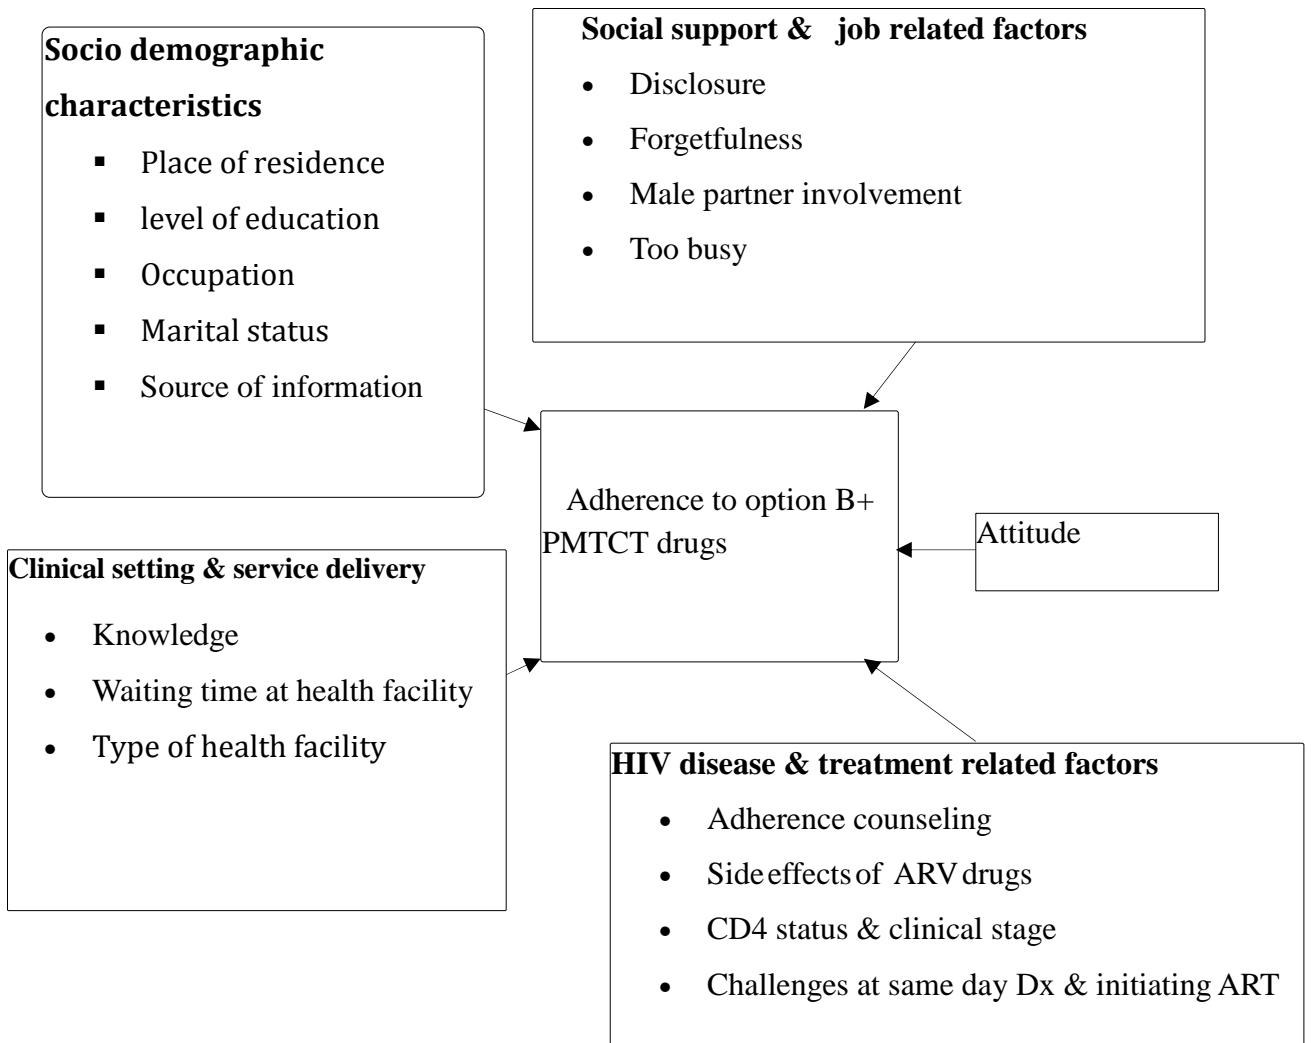 Socio demographic
characteristics
▪ Place of residence
▪ level of education
▪ Occupation
▪ Marital status
▪ Source of information
Social support & job related factors
• Disclosure
• Forgetfulness
• Male partner involvement
• Too busy
Adherence to option B+
PMTCT drugs
Attitude
Clinical setting & service delivery
• Knowledge
• Waiting time at health facility
• Type of health facility
HIV disease & treatment related factors
• Adherence counseling
• Side effects of ARV drugs
• CD4 status & clinical stage
• Challenges at same day Dx & initiating ART